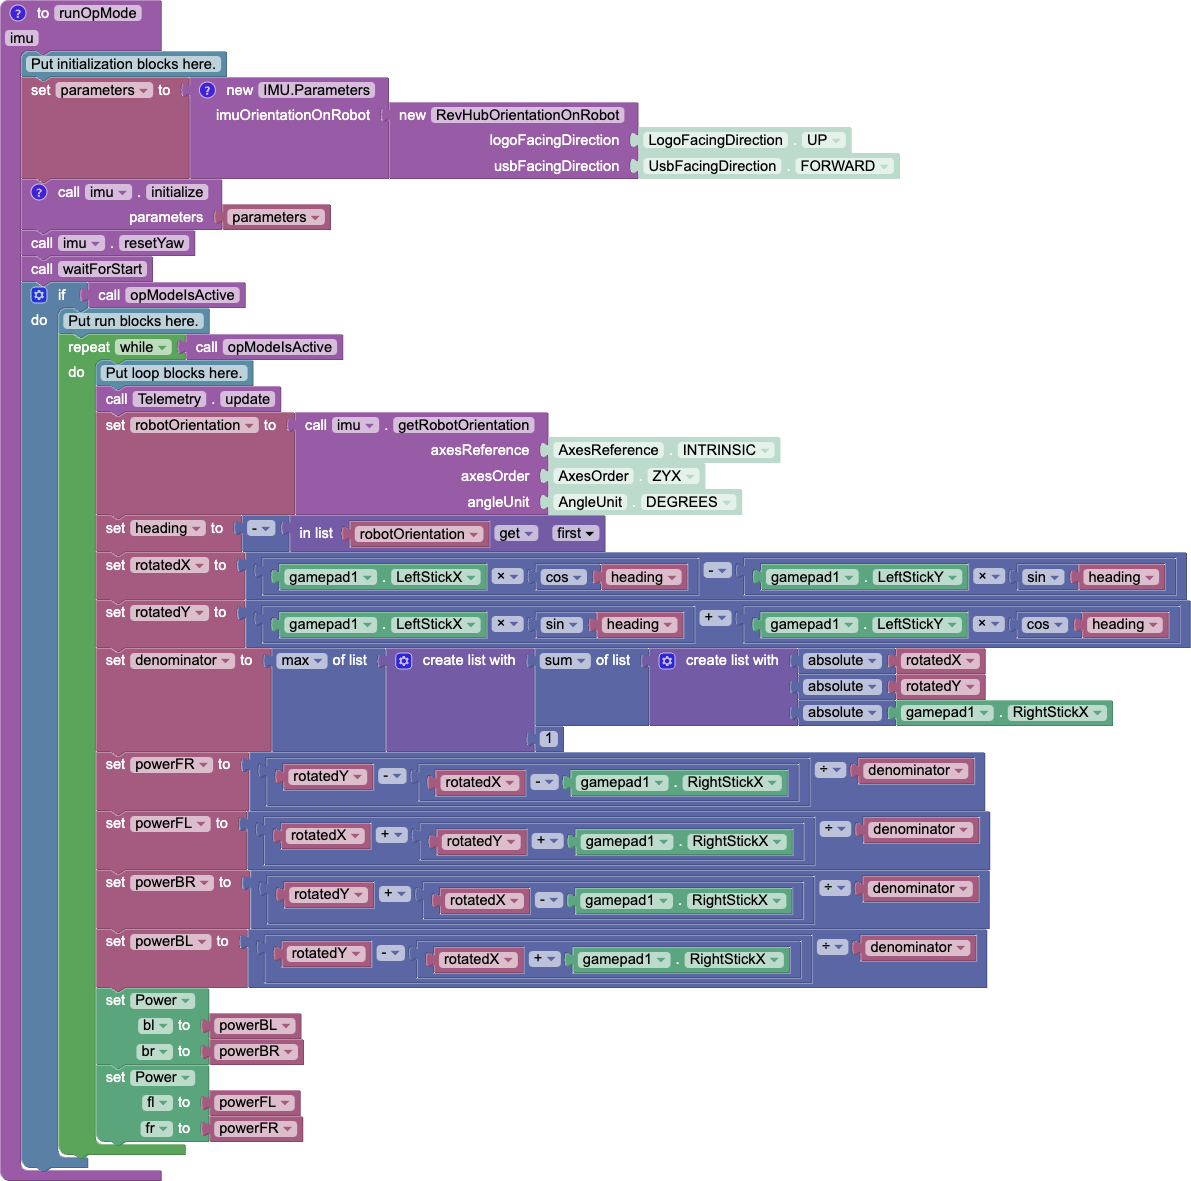 ? to runOpMode
imu
Put initialization blocks here.
set parameters to ? new IMU.Parameters
imuOrientationOnRobot new RevHubOrientationOnRobot
logoFacingDirection LogoFacingDirection . UP
usbFacingDirection UsbFacingDirection . FORWARD
? call imu . initialize
parameters parameters
call imu . resetYaw
call waitForStart
if call opModeIsActive
do Put run blocks here.
repeat while call opModeIsActive
do Put loop blocks here.
call Telemetry . update
set robotOrientation to call imu . getRobotOrientation
axesReference AxesReference . INTRINSIC
axesOrder AxesOrder . ZYX
angleUnit AngleUnit . DEGREES
set heading to - in list robotOrientation get first
set rotatedX to gamepad1 . LeftStickX × cos heading - gamepad1 . LeftStickY × sin heading
set rotatedY to gamepad1 . LeftStickX × sin heading + gamepad1 . LeftStickY × cos heading
set denominator to max of list create list with sum of list create list with absolute rotatedX
absolute rotatedY
absolute gamepad1 . RightStickX
1
set powerFR to rotatedY - rotatedX - gamepad1 . RightStickX ÷ denominator
set powerFL to rotatedX + rotatedY + gamepad1 . RightStickX ÷ denominator
set powerBR to rotatedY + rotatedX - gamepad1 . RightStickX ÷ denominator
set powerBL to rotatedY - rotatedX + gamepad1 . RightStickX ÷ denominator
set Power
bl to powerBL
br to powerBR
set Power
fl to powerFL
fr to powerFR